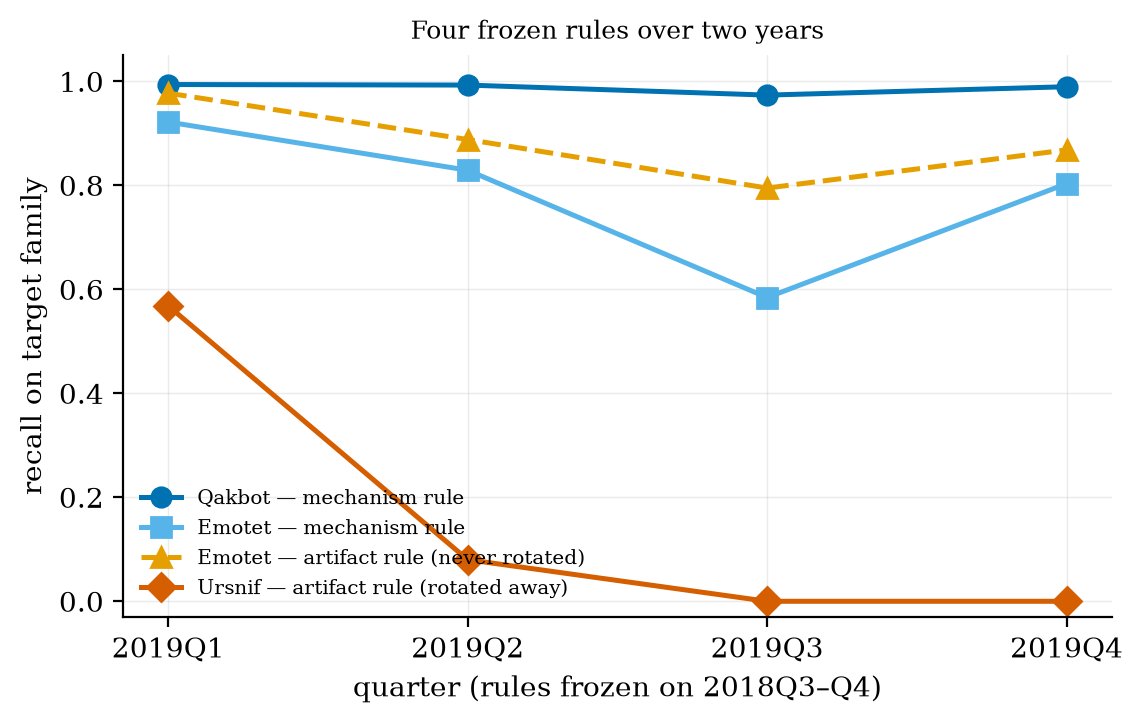 Four frozen rules over two years
recall on target family
1.0
0.8
0.6
0.4
0.2
0.0
Qakbot — mechanism rule
Emotet — mechanism rule
Emotet — artifact rule (never rotated)
Ursnif — artifact rule (rotated away)
2019Q1 2019Q2 2019Q3 2019Q4
quarter (rules frozen on 2018Q3–Q4)